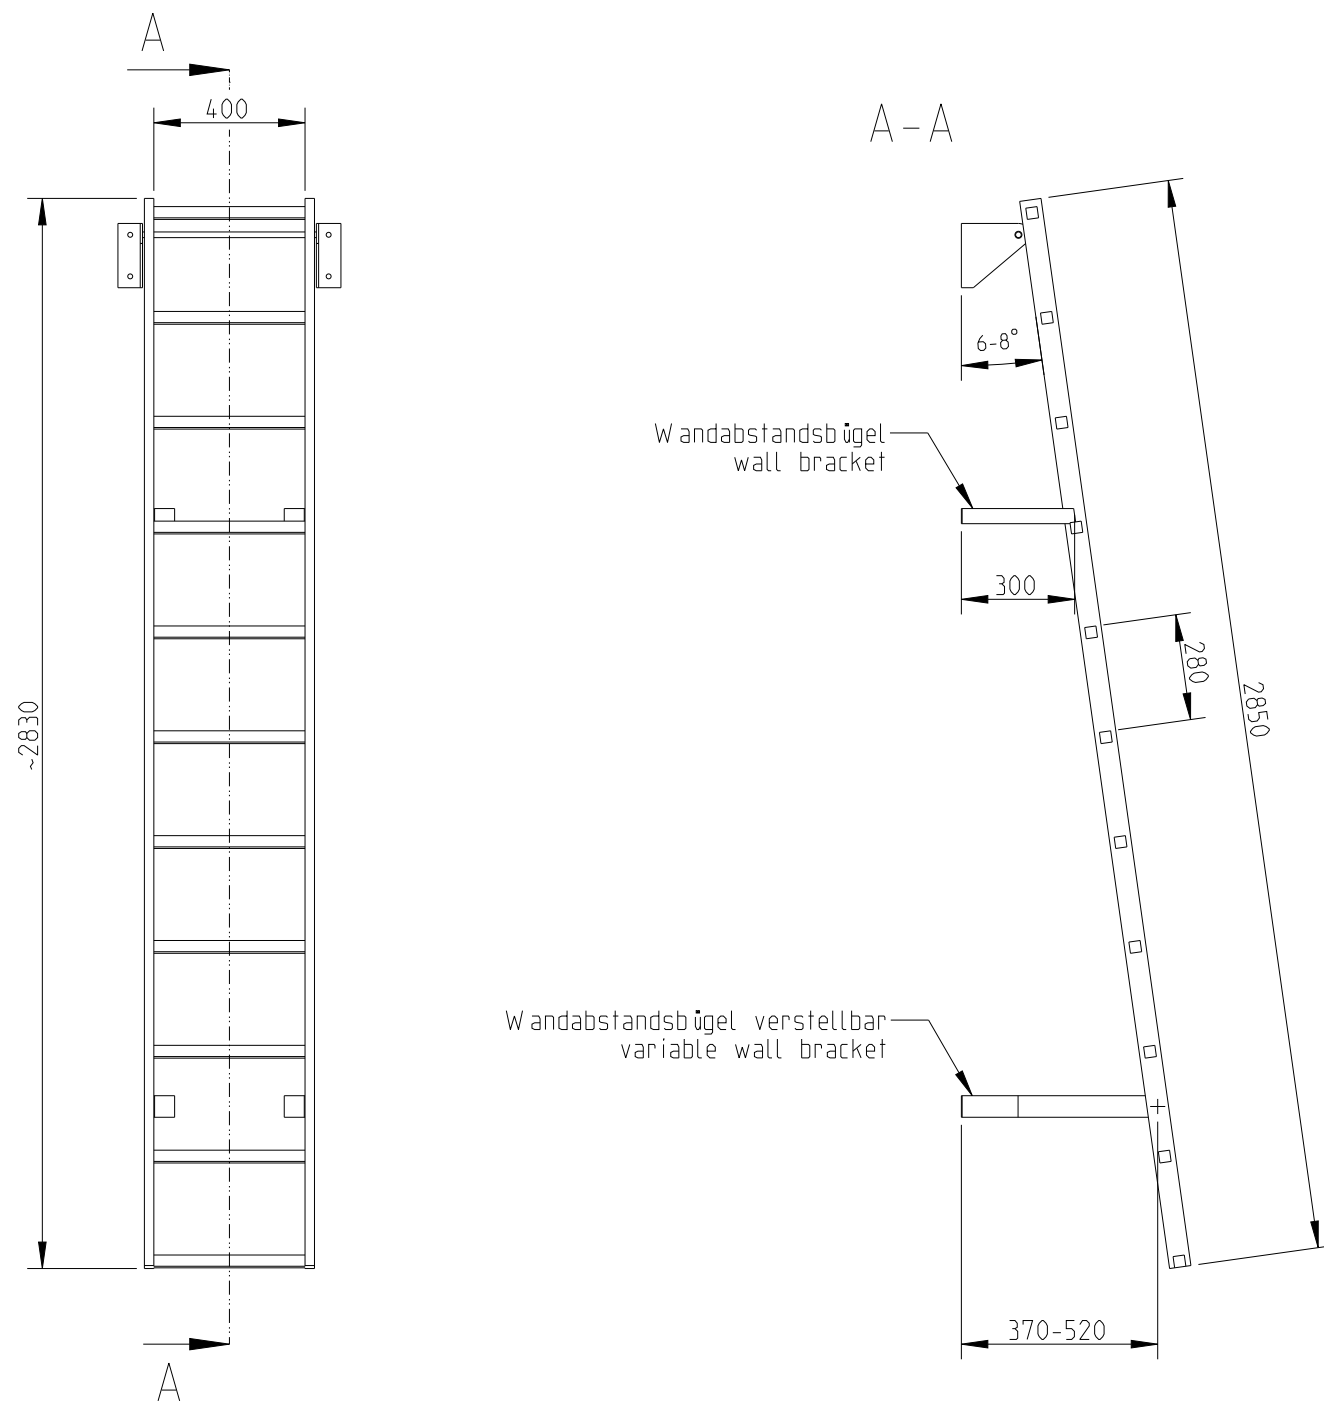 A
400
A-A
6-8°
Wandabstandsbügel
wall bracket
300
280
2850
~2830
Wandabstandsbügel verstellbar
variable wall bracket
370-520
A